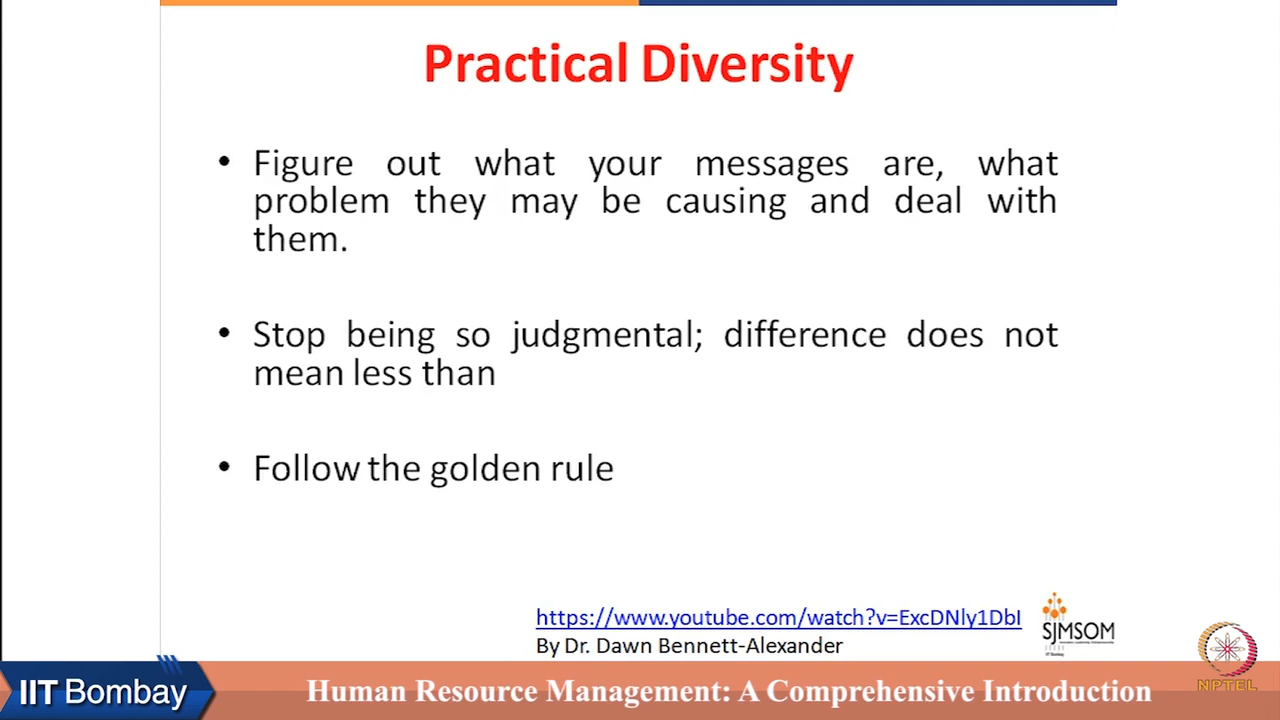 Practical Diversity
• Figure out what your messages are, what
problem they may be causing and deal with
them.
• Stop being so judgmental; difference does not
mean less than
• Follow the golden rule
https://www.youtube.com/watch?v=ExcDNly1DbI
By Dr. Dawn Bennett-Alexander
SJMSOM
IIT Bombay
Human Resource Management: A Comprehensive Introduction
NPTEL